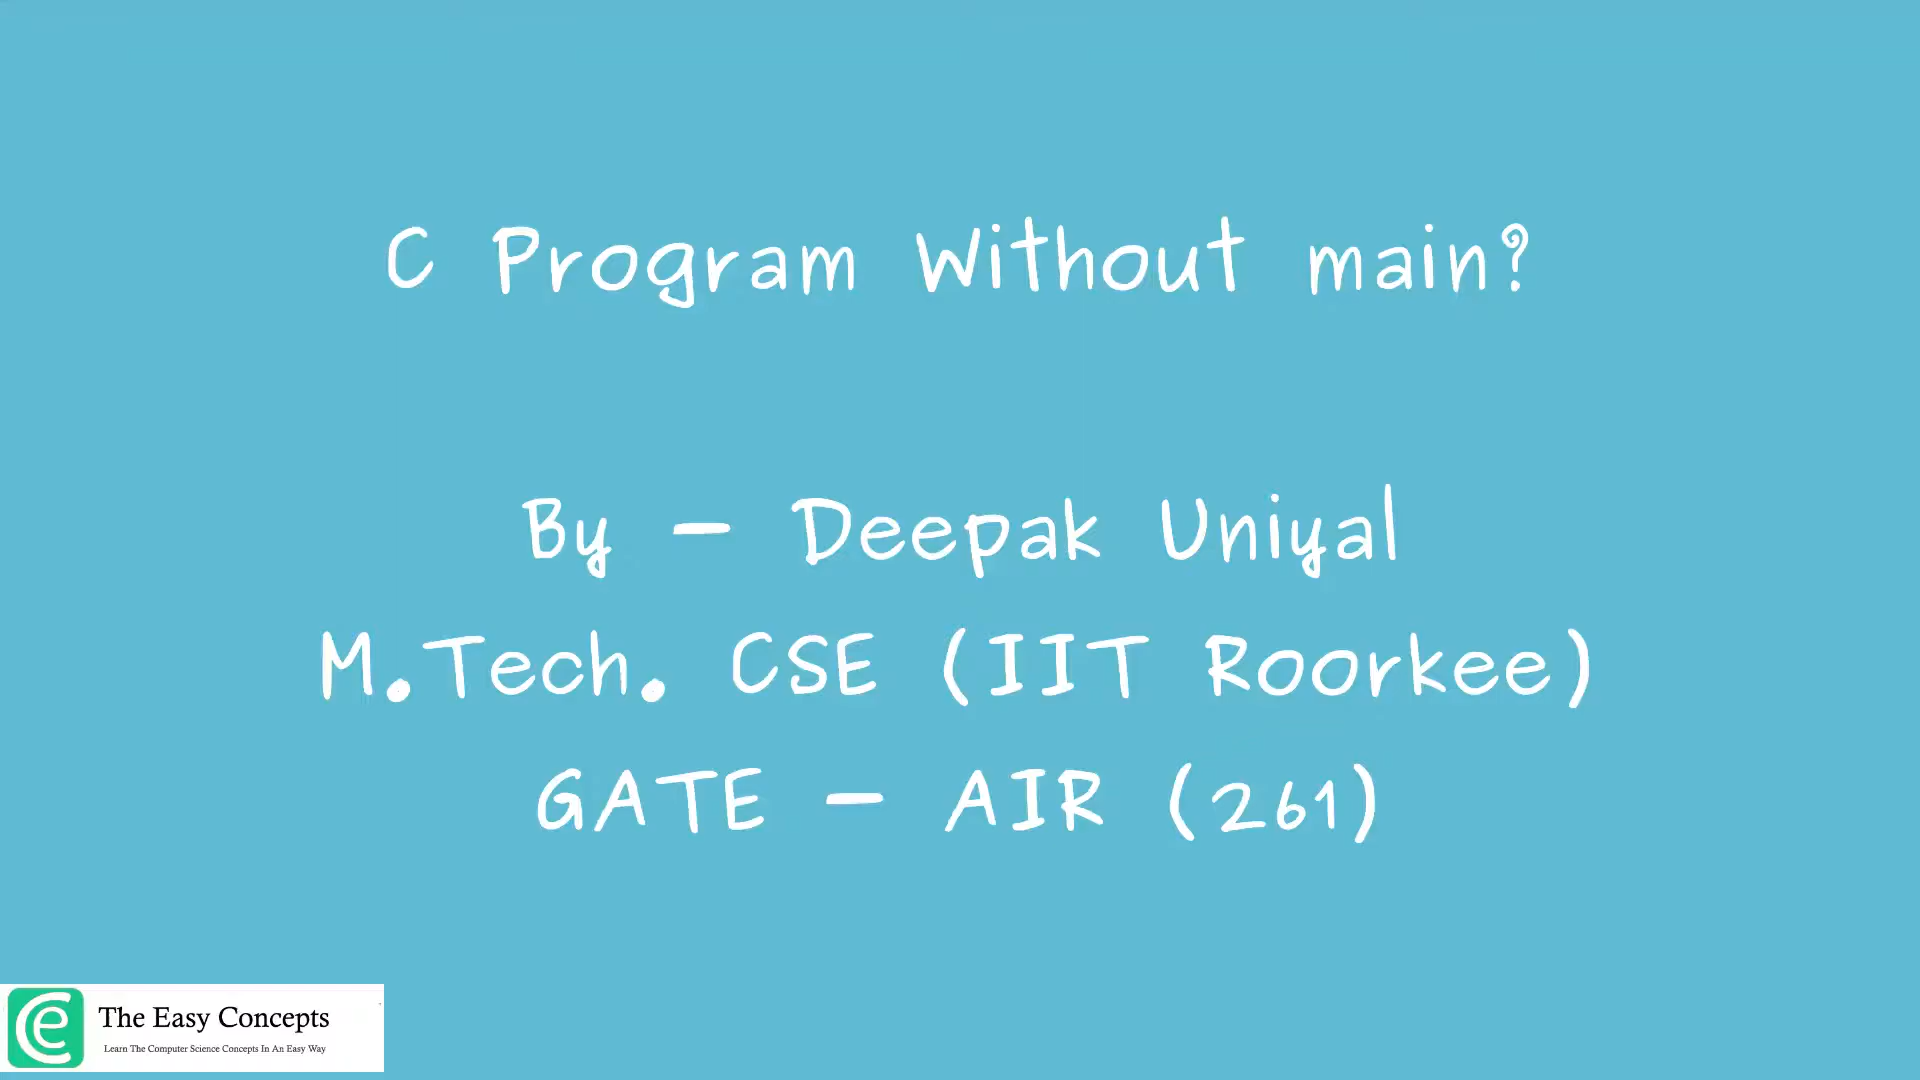 C Program Without main?
By - Deepak Uniyal
M.Tech. CSE (IIT Roorkee)
GATE - AIR (261)
The Easy Concepts
Learn The Computer Science Concepts In An Easy Way